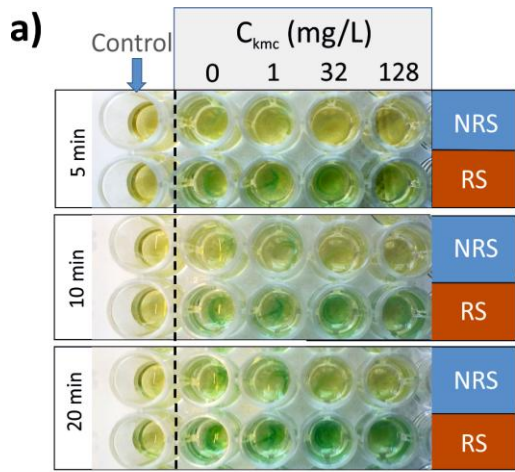 a)
Control
C_kmc (mg/L)
0 1 32 128
5 min
NRS
RS
10 min
NRS
RS
20 min
NRS
RS